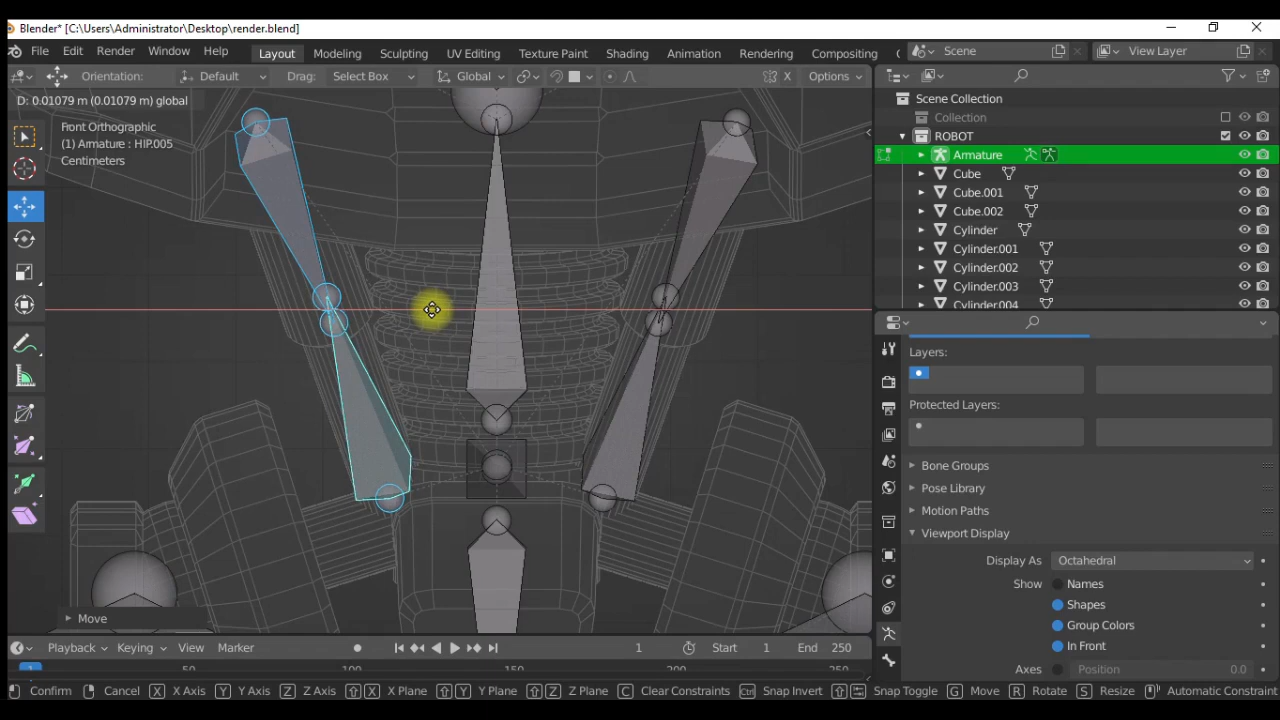 Blender* [C:\Users\Administrator\Desktop\render.blend]
File Edit Render Window Help Layout Modeling Sculpting UV Editing Texture Paint Shading Animation Rendering Compositing Scene View Layer
Orientation: Default Drag: Select Box Global X Options
D: 0.01079 m (0.01079 m) global
Front Orthographic
(1) Armature : HIP.005
Centimeters
Scene Collection
Collection
ROBOT
Armature
Cube
Cube.001
Cube.002
Cylinder
Cylinder.001
Cylinder.002
Cylinder.003
Cylinder.004
Layers:
Protected Layers:
Bone Groups
Pose Library
Motion Paths
Viewport Display
Display As Octahedral
Show Names
Shapes
Group Colors
In Front
Axes Position 0.0
Move
Playback Keying View Marker 1 Start 1 End 250
1 50 100 150 200 250
Confirm Cancel X X Axis Y Y Axis Z Z Axis X X Plane Y Y Plane Z Z Plane C Clear Constraints Ctrl Snap Invert Snap Toggle G Move R Rotate S Resize Automatic Constraint